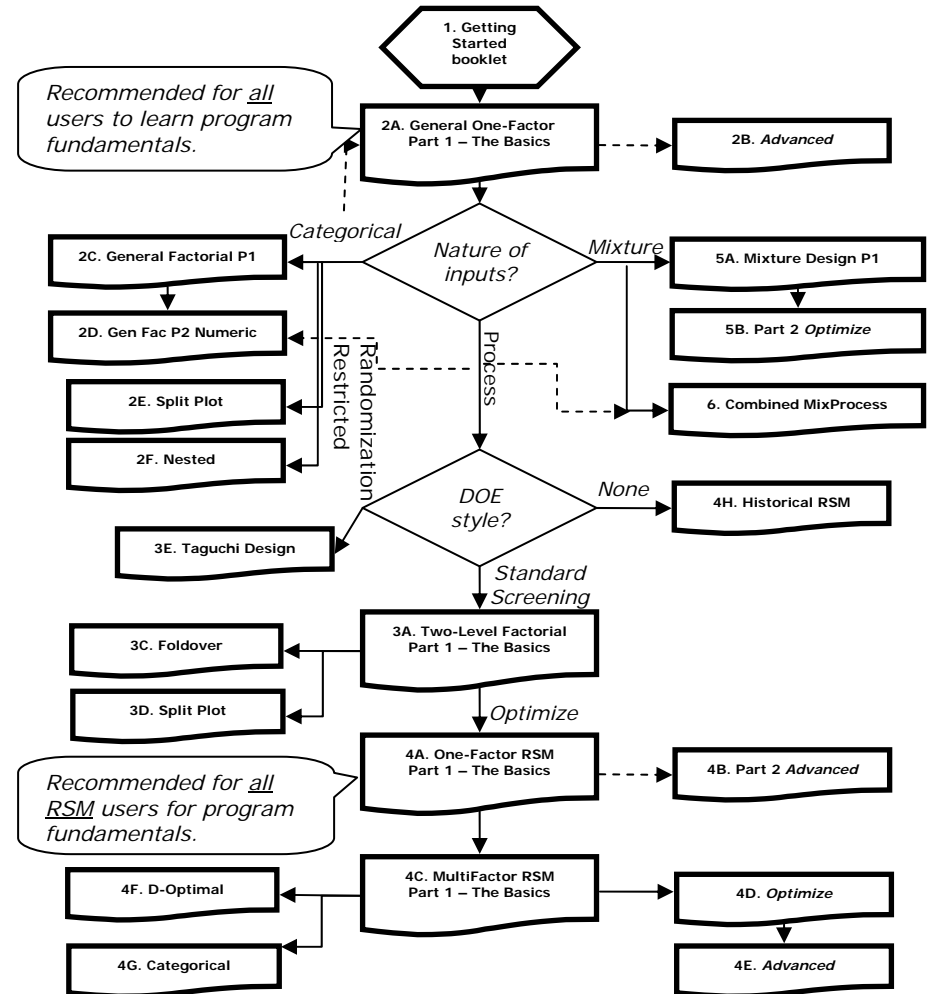 1. Getting
Started
booklet
Recommended for all
users to learn program
fundamentals.
2A. General One-Factor
Part 1 – The Basics
2B. Advanced
Categorical
Nature of
inputs?
Mixture
2C. General Factorial P1
5A. Mixture Design P1
2D. Gen Fac P2 Numeric
5B. Part 2 Optimize
Process
Randomization
Restricted
2E. Split Plot
6. Combined MixProcess
2F. Nested
DOE
style?
None
4H. Historical RSM
3E. Taguchi Design
Standard
Screening
3A. Two-Level Factorial
Part 1 – The Basics
3C. Foldover
3D. Split Plot
Optimize
4A. One-Factor RSM
Part 1 – The Basics
4B. Part 2 Advanced
Recommended for all
RSM users for program
fundamentals.
4C. MultiFactor RSM
Part 1 – The Basics
4F. D-Optimal
4D. Optimize
4G. Categorical
4E. Advanced